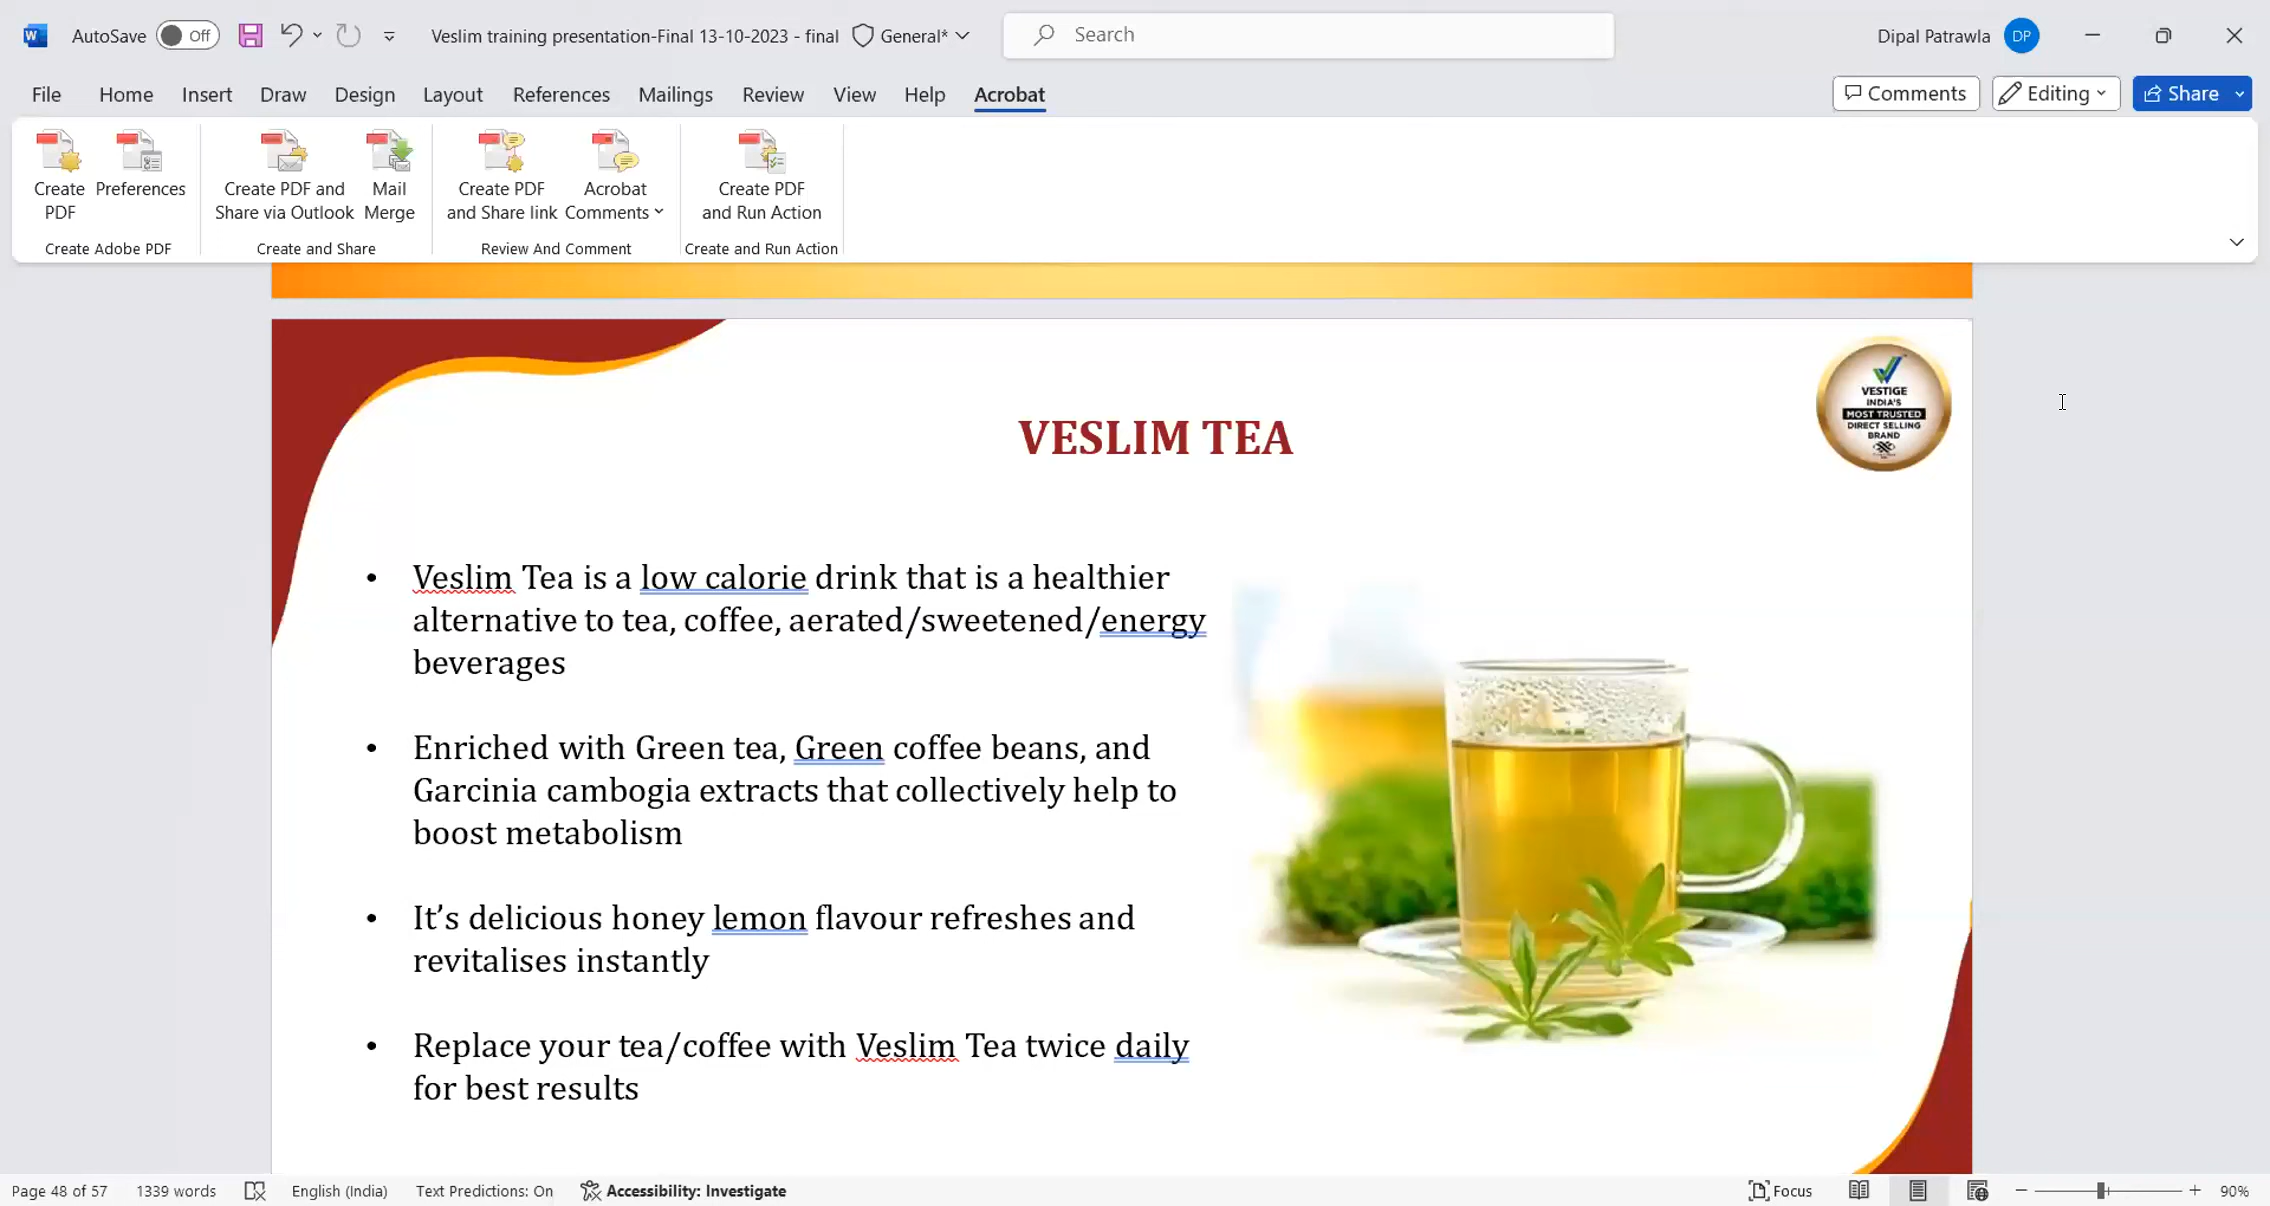 AutoSave Off Veslim training presentation-Final 13-10-2023 - final General* Search Dipal Patrawla DP
File Home Insert Draw Design Layout References Mailings Review View Help Acrobat Comments Editing Share
Create PDF
Preferences
Create PDF and Share via Outlook
Mail Merge
Create PDF and Share link
Acrobat Comments
Create PDF and Run Action
Create Adobe PDF Create and Share Review And Comment Create and Run Action
VESTIGE
INDIA'S
MOST TRUSTED
DIRECT SELLING
BRAND
VESLIM TEA
• Veslim Tea is a low calorie drink that is a healthier
alternative to tea, coffee, aerated/sweetened/energy
beverages
• Enriched with Green tea, Green coffee beans, and
Garcinia cambogia extracts that collectively help to
boost metabolism
• It’s delicious honey lemon flavour refreshes and
revitalises instantly
• Replace your tea/coffee with Veslim Tea twice daily
for best results
Page 48 of 57 1339 words English (India) Text Predictions: On Accessibility: Investigate Focus 90%